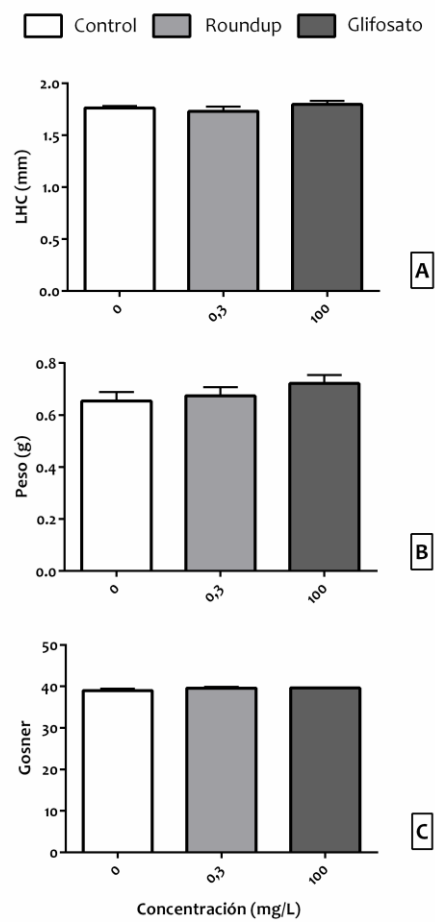 Control Roundup Glifosato
LHC (mm)
2.0
1.5
1.0
0.5
0.0
0 0,3 100
A
Peso (g)
0.8
0.6
0.4
0.2
0.0
0 0,3 100
B
Gosner
50
40
30
20
10
0
0 0,3 100
C
Concentración (mg/L)